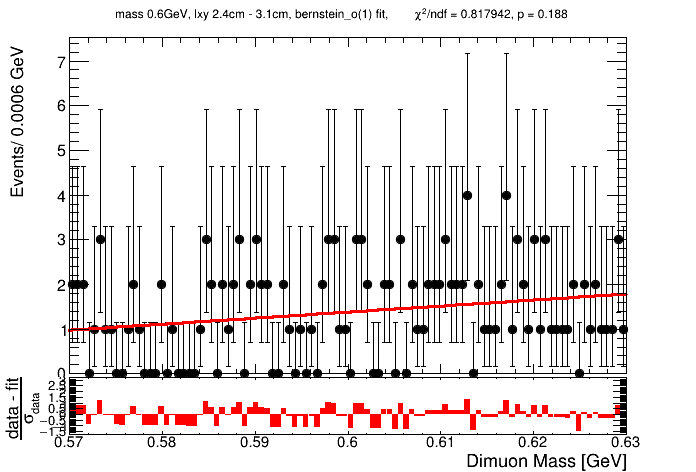 mass 0.6GeV, lxy 2.4cm - 3.1cm, bernstein_o(1) fit, χ²/ndf = 0.817942, p = 0.188
Events/ 0.0006 GeV
7
6
5
4
3
2
1
0
data - fit
σdata
0.57 0.58 0.59 0.6 0.61 0.62 0.63
Dimuon Mass [GeV]